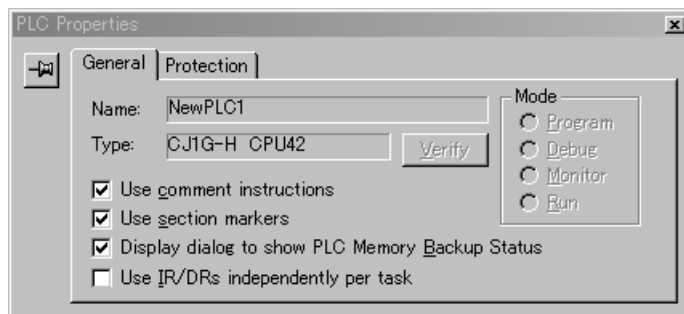 PLC Properties
General
Protection
Name: NewPLC1
Type: CJ1G-H CPU42
Verify
Mode
Program
Debug
Monitor
Run
Use comment instructions
Use section markers
Display dialog to show PLC Memory Backup Status
Use IR/DRs independently per task